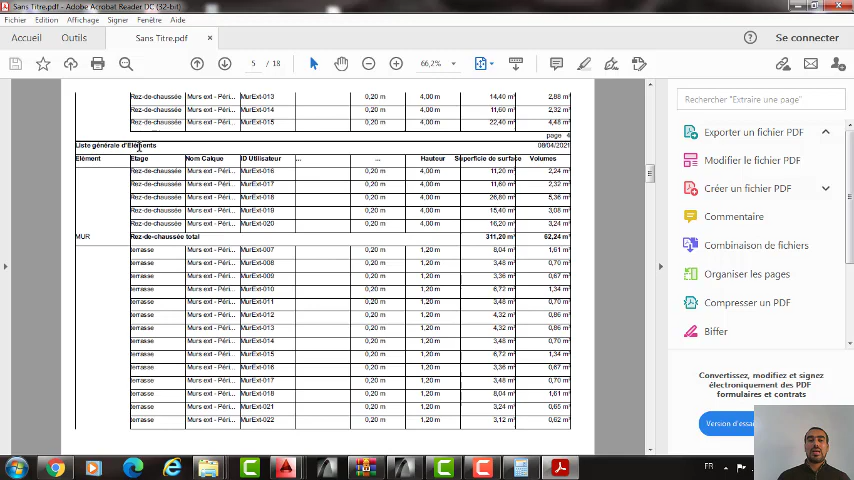 Sans Titre.pdf - Adobe Acrobat Reader DC (32-bit)
Fichier Edition Affichage Signer Fenêtre Aide
Accueil Outils Sans Titre.pdf × Se connecter
5 / 18 66,2%
Rez-de-chaussée Murs ext - Péri... MurExt-013 0,20 m 4,00 m 14,40 m² 2,88 m³
Rez-de-chaussée Murs ext - Péri... MurExt-014 0,20 m 4,00 m 11,60 m² 2,32 m³
Rez-de-chaussée Murs ext - Péri... MurExt-015 0,20 m 4,00 m 22,40 m² 4,48 m³
page 4
Liste générale d'Eléments 08/04/2021
Elément Etage Nom Calque ID Utilisateur ... ... Hauteur Superficie de surface Volumes
Rez-de-chaussée Murs ext - Péri... MurExt-016 0,20 m 4,00 m 11,20 m² 2,24 m³
Rez-de-chaussée Murs ext - Péri... MurExt-017 0,20 m 4,00 m 11,60 m² 2,32 m³
Rez-de-chaussée Murs ext - Péri... MurExt-018 0,20 m 4,00 m 26,80 m² 5,36 m³
Rez-de-chaussée Murs ext - Péri... MurExt-019 0,20 m 4,00 m 15,40 m² 3,08 m³
Rez-de-chaussée Murs ext - Péri... MurExt-020 0,20 m 4,00 m 16,20 m² 3,24 m³
MUR Rez-de-chaussée total 311,20 m² 62,24 m³
terrasse Murs ext - Péri... MurExt-007 0,20 m 1,20 m 8,04 m² 1,61 m³
terrasse Murs ext - Péri... MurExt-008 0,20 m 1,20 m 3,48 m² 0,70 m³
terrasse Murs ext - Péri... MurExt-009 0,20 m 1,20 m 3,36 m² 0,67 m³
terrasse Murs ext - Péri... MurExt-010 0,20 m 1,20 m 6,72 m² 1,34 m³
terrasse Murs ext - Péri... MurExt-011 0,20 m 1,20 m 3,48 m² 0,70 m³
terrasse Murs ext - Péri... MurExt-012 0,20 m 1,20 m 4,32 m² 0,86 m³
terrasse Murs ext - Péri... MurExt-013 0,20 m 1,20 m 4,32 m² 0,86 m³
terrasse Murs ext - Péri... MurExt-014 0,20 m 1,20 m 3,48 m² 0,70 m³
terrasse Murs ext - Péri... MurExt-015 0,20 m 1,20 m 6,72 m² 1,34 m³
terrasse Murs ext - Péri... MurExt-016 0,20 m 1,20 m 3,36 m² 0,67 m³
terrasse Murs ext - Péri... MurExt-017 0,20 m 1,20 m 3,48 m² 0,70 m³
terrasse Murs ext - Péri... MurExt-018 0,20 m 1,20 m 8,04 m² 1,61 m³
terrasse Murs ext - Péri... MurExt-021 0,20 m 1,20 m 3,24 m² 0,65 m³
terrasse Murs ext - Péri... MurExt-022 0,20 m 1,20 m 3,12 m² 0,62 m³
Rechercher "Extraire une page"
Exporter un fichier PDF
Modifier le fichier PDF
Créer un fichier PDF
Commentaire
Combinaison de fichiers
Organiser les pages
Compresser un PDF
Biffer
Convertissez, modifiez et signez
électroniquement des PDF
formulaires et contrats
Version d'essai
FR